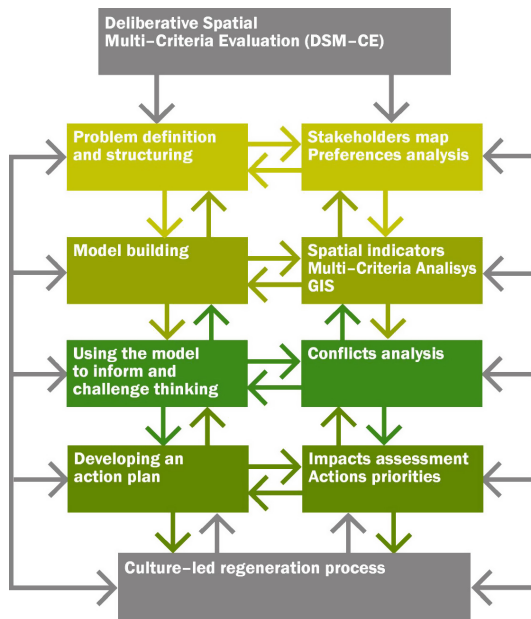 Deliberative Spatial
Multi–Criteria Evaluation (DSM–CE)
Problem definition
and structuring
Stakeholders map
Preferences analysis
Model building
Spatial indicators
Multi–Criteria Analisys
GIS
Using the model
to inform and
challenge thinking
Conflicts analysis
Developing an
action plan
Impacts assessment
Actions priorities
Culture–led regeneration process